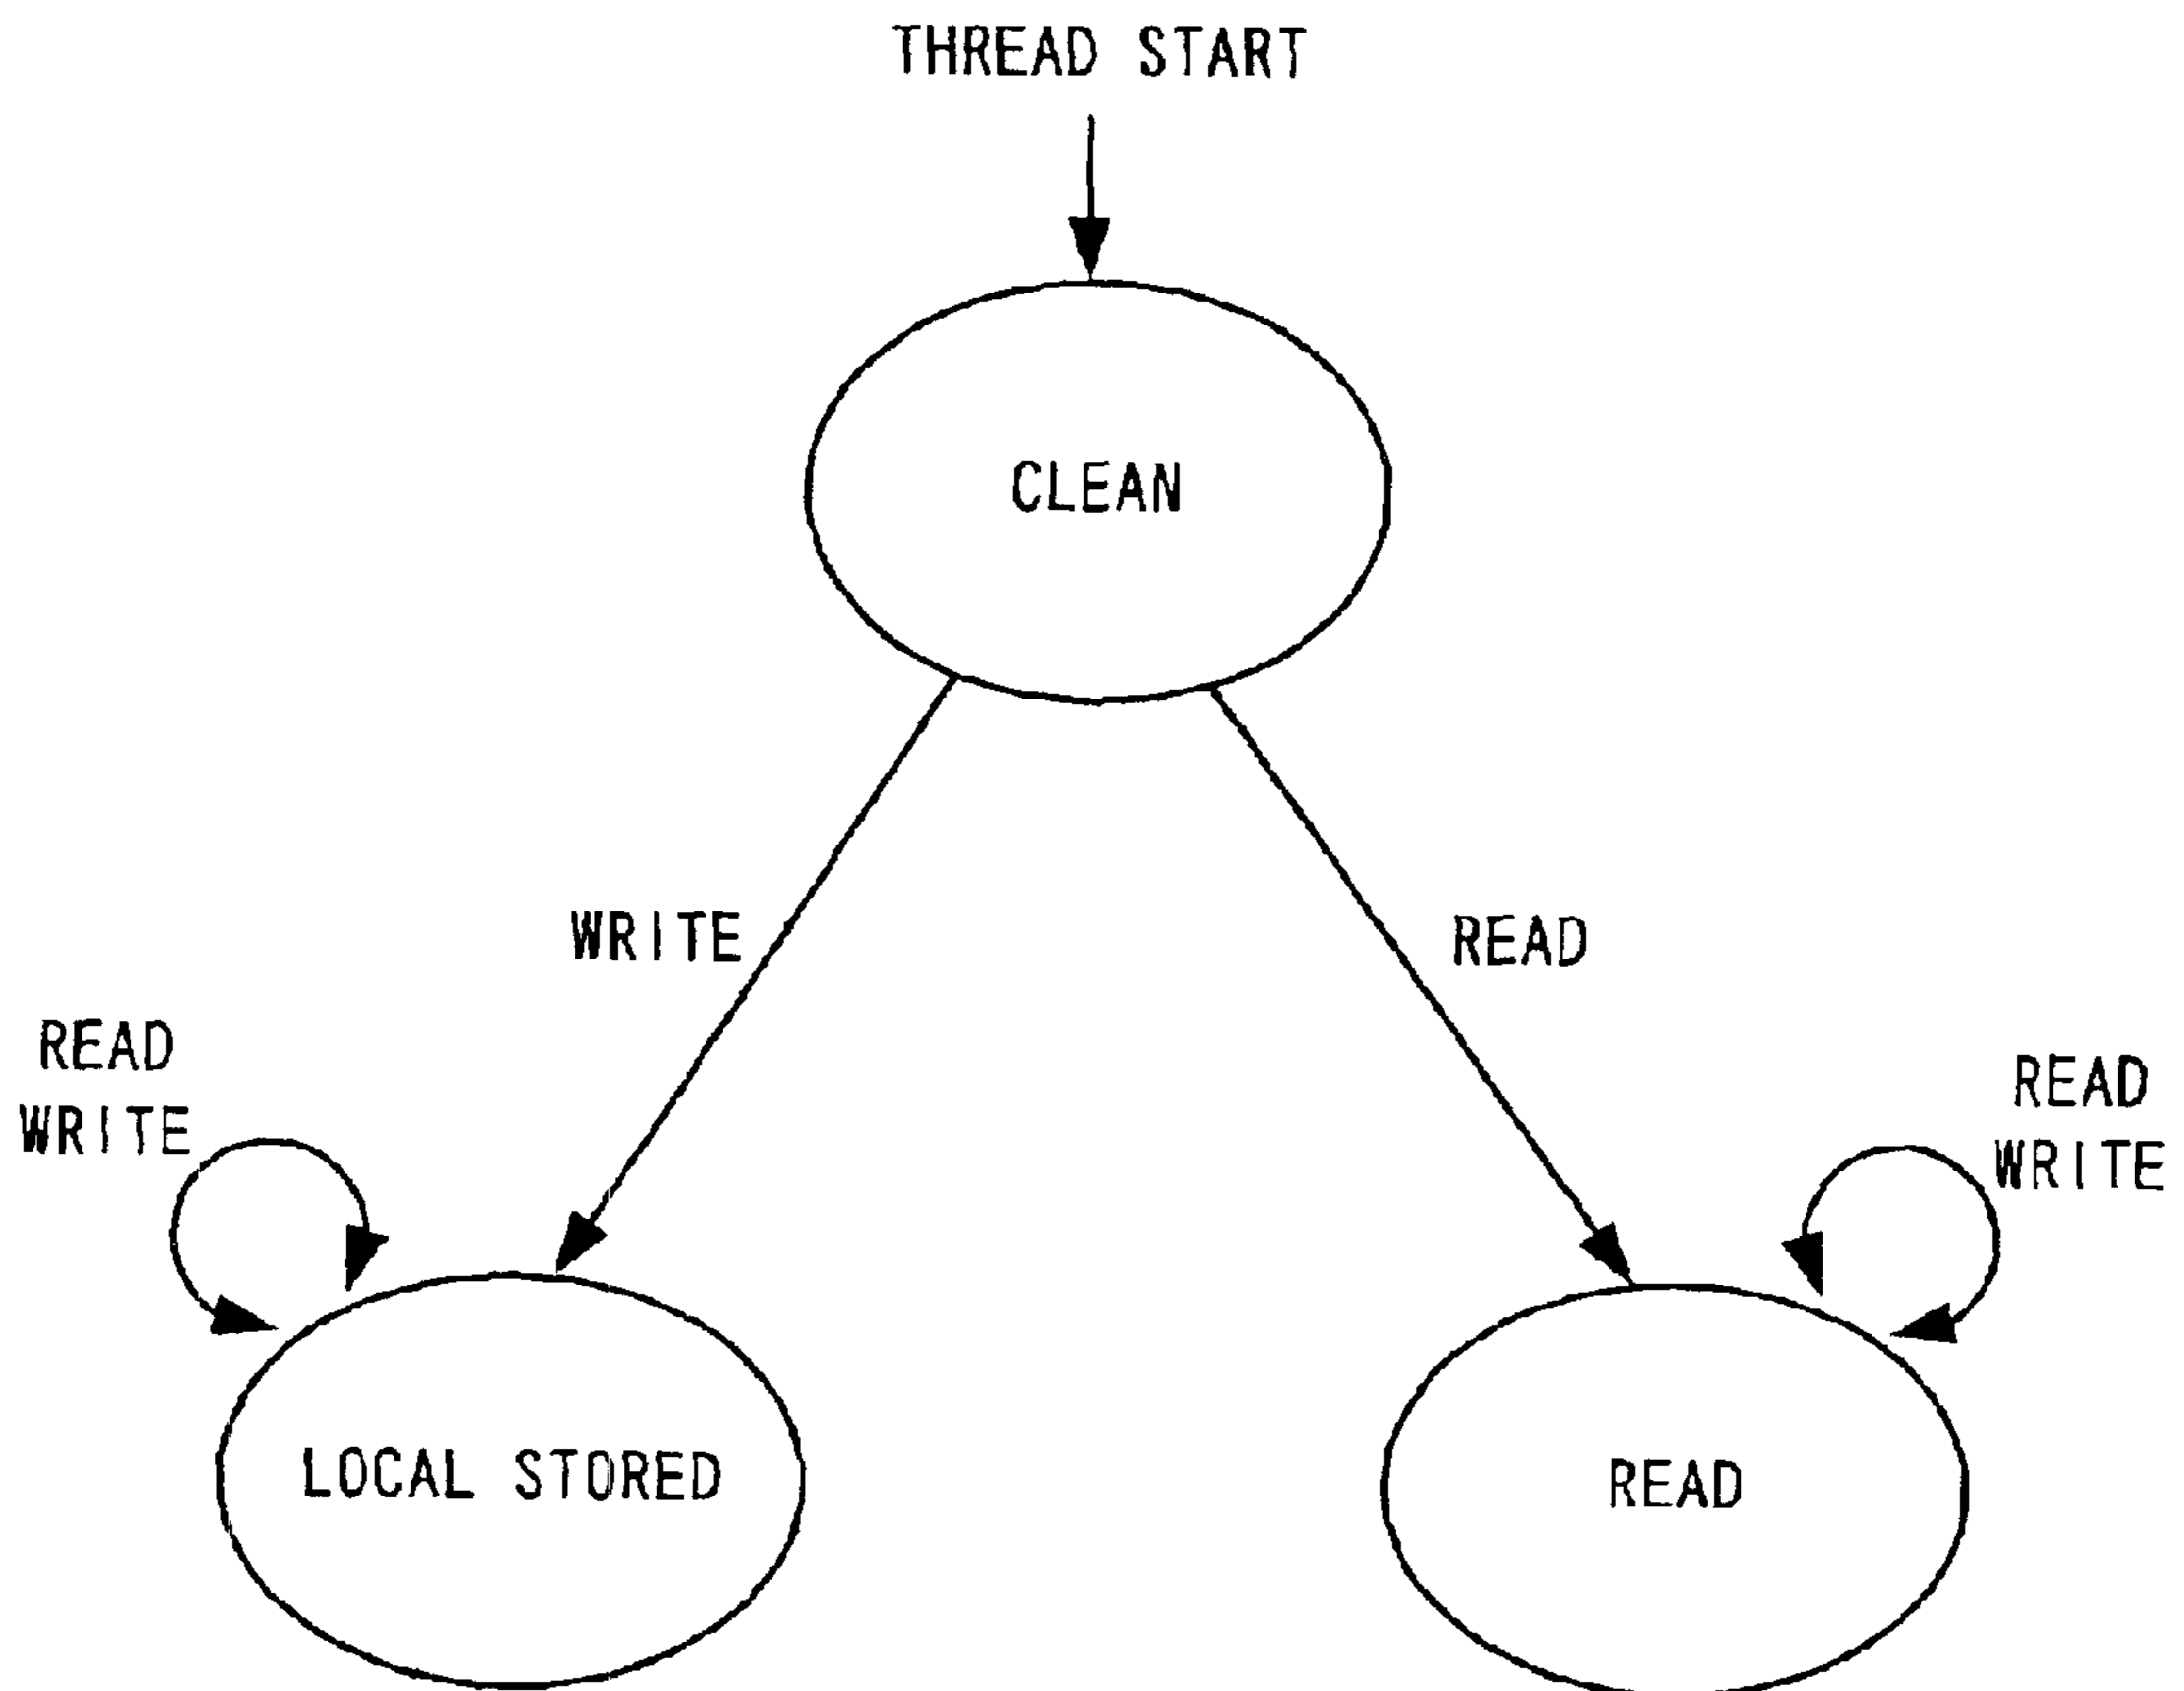 THREAD START
CLEAN
WRITE
READ
READ
WRITE
READ
WRITE
LOCAL STORED
READ